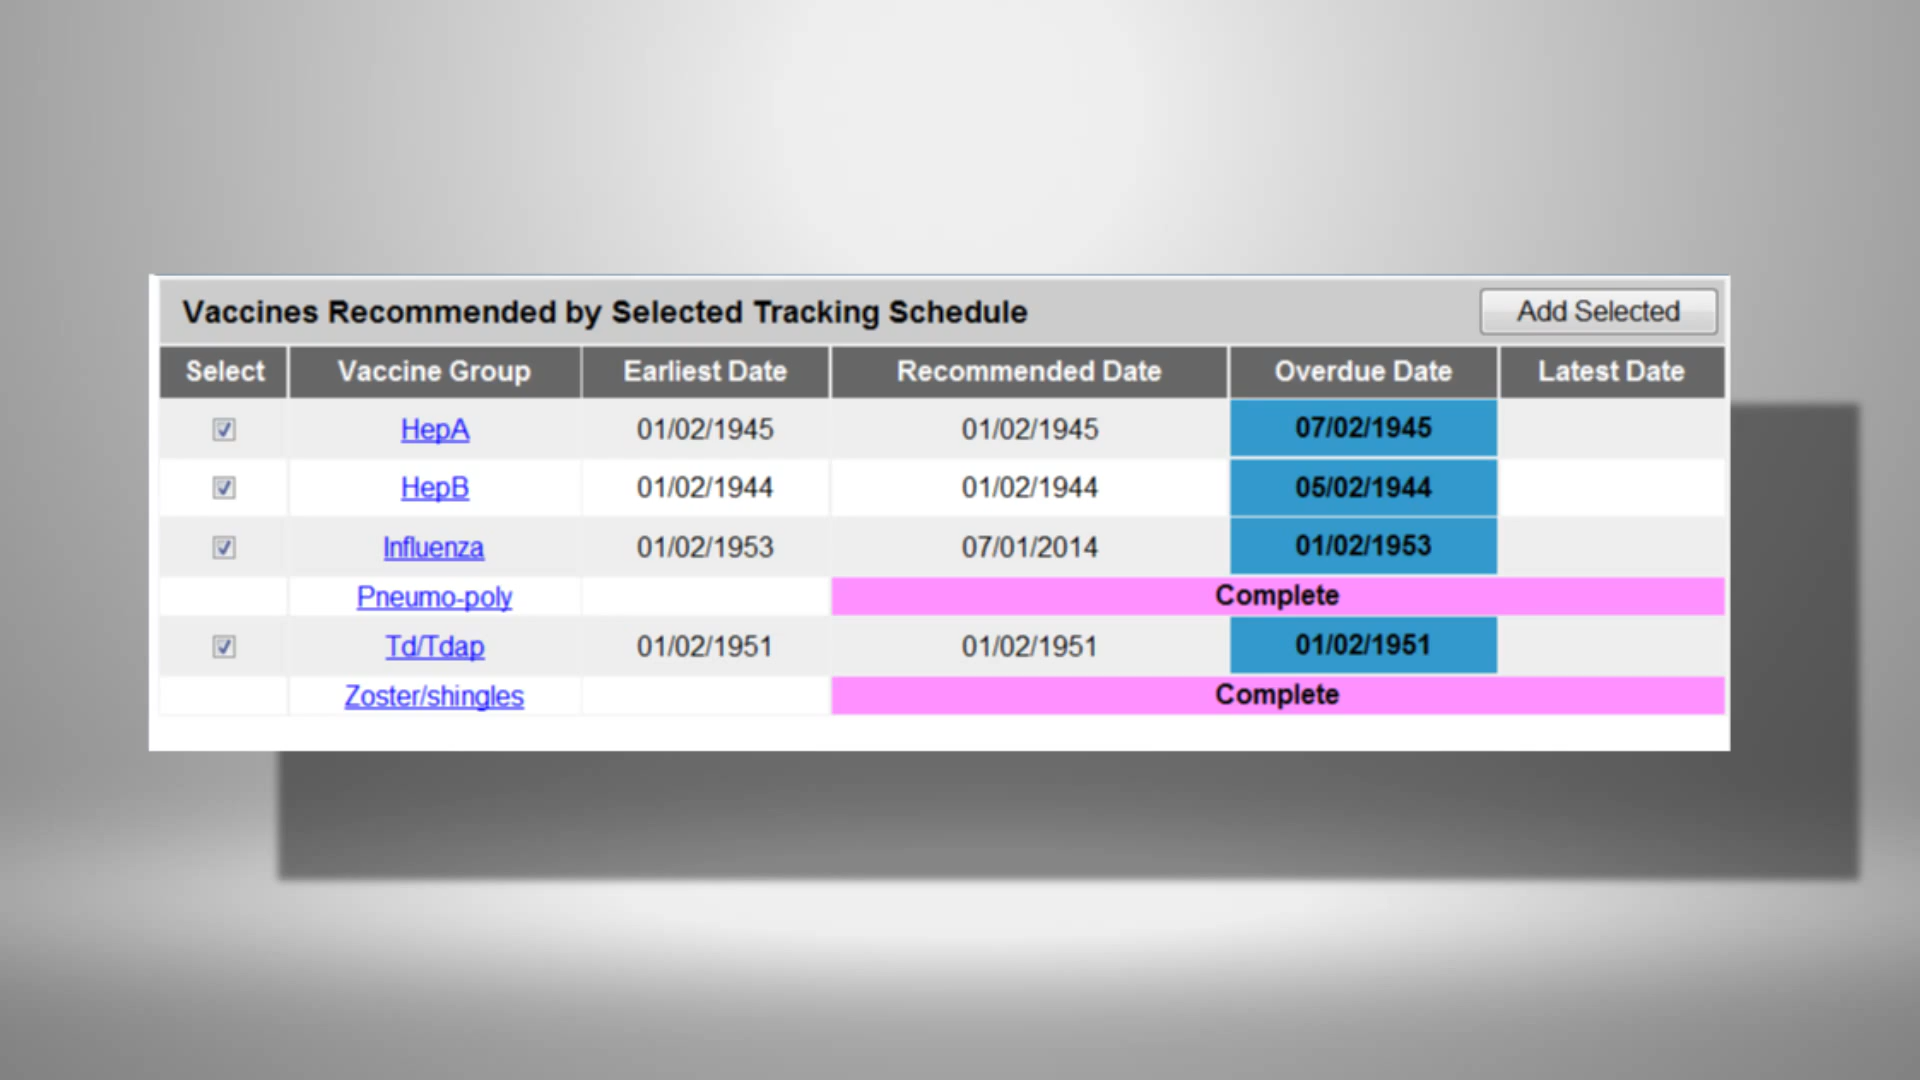 Vaccines Recommended by Selected Tracking Schedule Add Selected
Select Vaccine Group Earliest Date Recommended Date Overdue Date Latest Date
HepA 01/02/1945 01/02/1945 07/02/1945
HepB 01/02/1944 01/02/1944 05/02/1944
Influenza 01/02/1953 07/01/2014 01/02/1953
Pneumo-poly Complete
Td/Tdap 01/02/1951 01/02/1951 01/02/1951
Zoster/shingles Complete